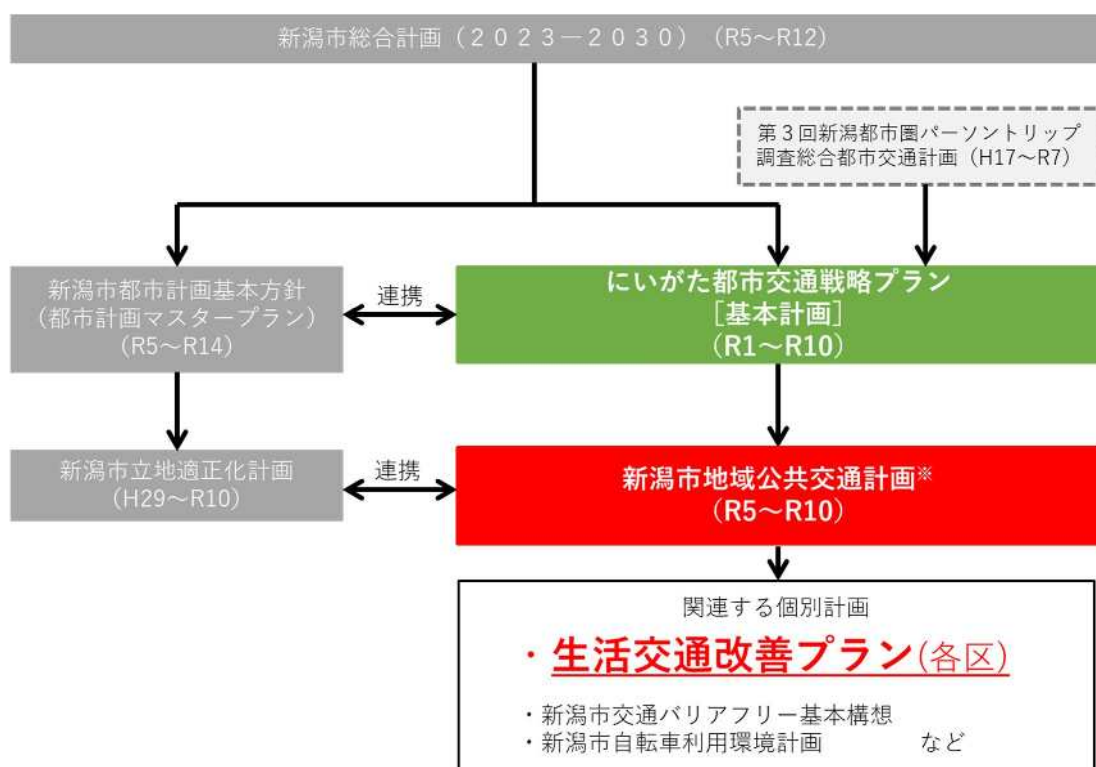 新潟市総合計画（２０２３－２０３０）（R5～R12）
第３回新潟都市圏パーソントリップ
調査総合都市交通計画（H17～R7）
新潟市都市計画基本方針
（都市計画マスタープラン）
（R5～R14）
連携
にいがた都市交通戦略プラン
［基本計画］
（R1～R10）
新潟市立地適正化計画
（H29～R10）
連携
新潟市地域公共交通計画※
（R5～R10）
関連する個別計画
・生活交通改善プラン(各区)
・新潟市交通バリアフリー基本構想
・新潟市自転車利用環境計画　　　　など